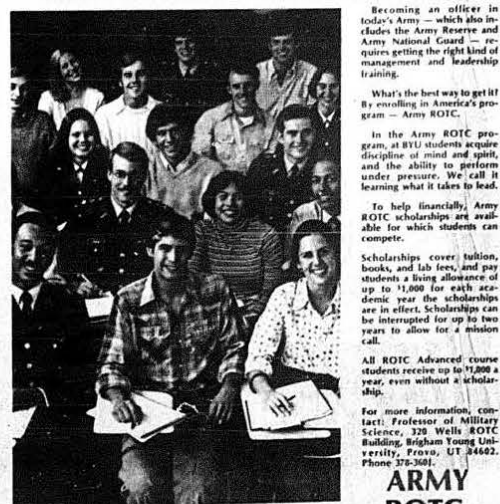 Becoming an officer in
today's Army — which also in-
cludes the Army Reserve and
Army National Guard — re-
quires getting the right kind of
management and leadership
training.
What's the best way to get it?
By enrolling in America's pro-
gram — Army ROTC.
In the Army ROTC pro-
gram, at BYU students acquire
discipline of mind and spirit,
and the ability to perform
under pressure. We call it
learning what it takes to lead.
To help financially, Army
ROTC scholarships are avail-
able for which students can
compete.
Scholarships cover tuition,
books, and lab fees, and pay
students a living allowance of
up to $1,000 for each aca-
demic year the scholarships
are in effect. Scholarships can
be interrupted for up to two
years to allow for a mission
call.
All ROTC Advanced course
students receive up to $1,000 a
year, even without a scholar-
ship.
For more information, con-
tact: Professor of Military
Science, 320 Wells ROTC
Building, Brigham Young Uni-
versity, Provo, UT 84602.
Phone 378-3601.
ARMY
ROTC